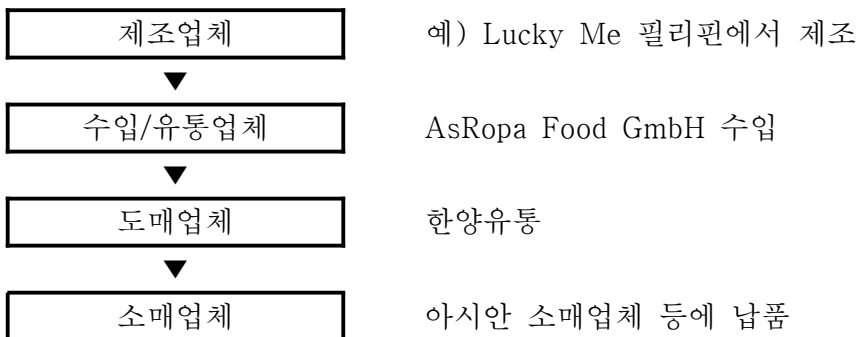 제조업체 예) Lucky Me 필리핀에서 제조
▼
수입/유통업체 AsRopa Food GmbH 수입
▼
도매업체 한양유통
▼
소매업체 아시안 소매업체 등에 납품